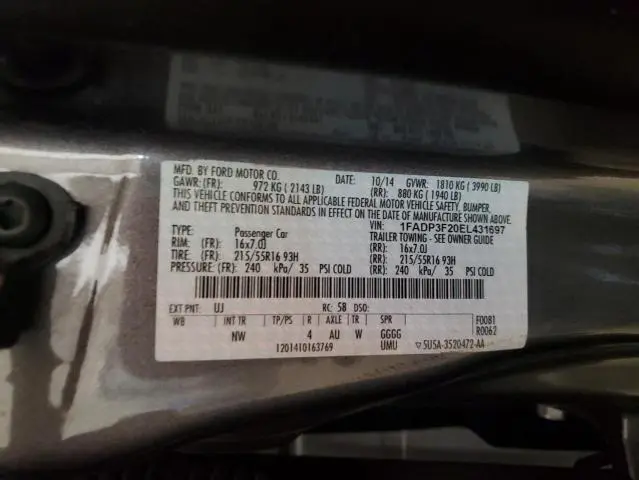 MFD. BY FORD MOTOR CO.
DATE: 10/14 GVWR: 1810 KG ( 3990 LB)
GAWR: (FR): 972 KG ( 2143 LB) (RR): 880 KG ( 1940 LB)
THIS VEHICLE CONFORMS TO ALL APPLICABLE FEDERAL MOTOR VEHICLE SAFETY, BUMPER,
AND THEFT PREVENTION STANDARDS IN EFFECT ON THE DATE OF MANUFACTURE SHOWN ABOVE.
VIN: 1FADP3F20EL431697
TYPE: Passenger Car TRAILER TOWING - SEE OWNER GUIDE
RIM: (FR): 16x7.0J (RR): 16x7.0J
TIRE: (FR): 215/55R16 93H (RR): 215/55R16 93H
PRESSURE: (FR): 240 kPa/ 35 PSI COLD (RR): 240 kPa/ 35 PSI COLD
EXT PNT: UJ RC: 58 DSO:
WB INT TR TP/PS R AXLE TR SPR F0081
NW 4 AU W GGGG R0062
1201410163769 UMU ▽ 5U5A-3520472-AA